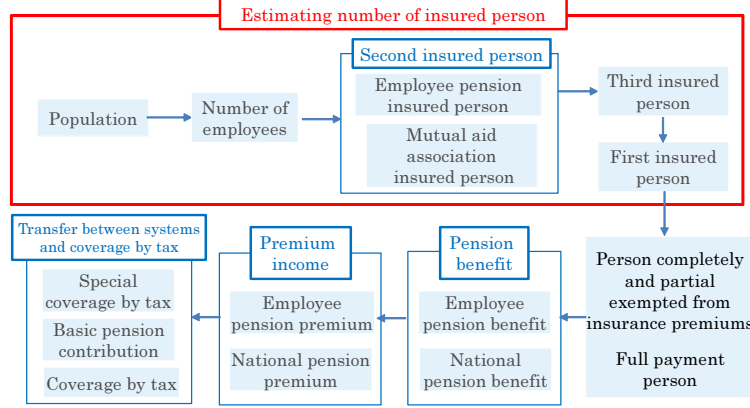 Estimating number of insured person
Population
Number of
employees
Second insured person
Employee pension
insured person
Mutual aid
association
insured person
Third insured
person
First insured
person
Person completely
and partial
exempted from
insurance premiums
Full payment
person
Pension
benefit
Employee
pension benefit
National
pension benefit
Premium
income
Employee
pension premium
National pension
premium
Transfer between systems
and coverage by tax
Special
coverage by tax
Basic pension
contribution
Coverage by tax